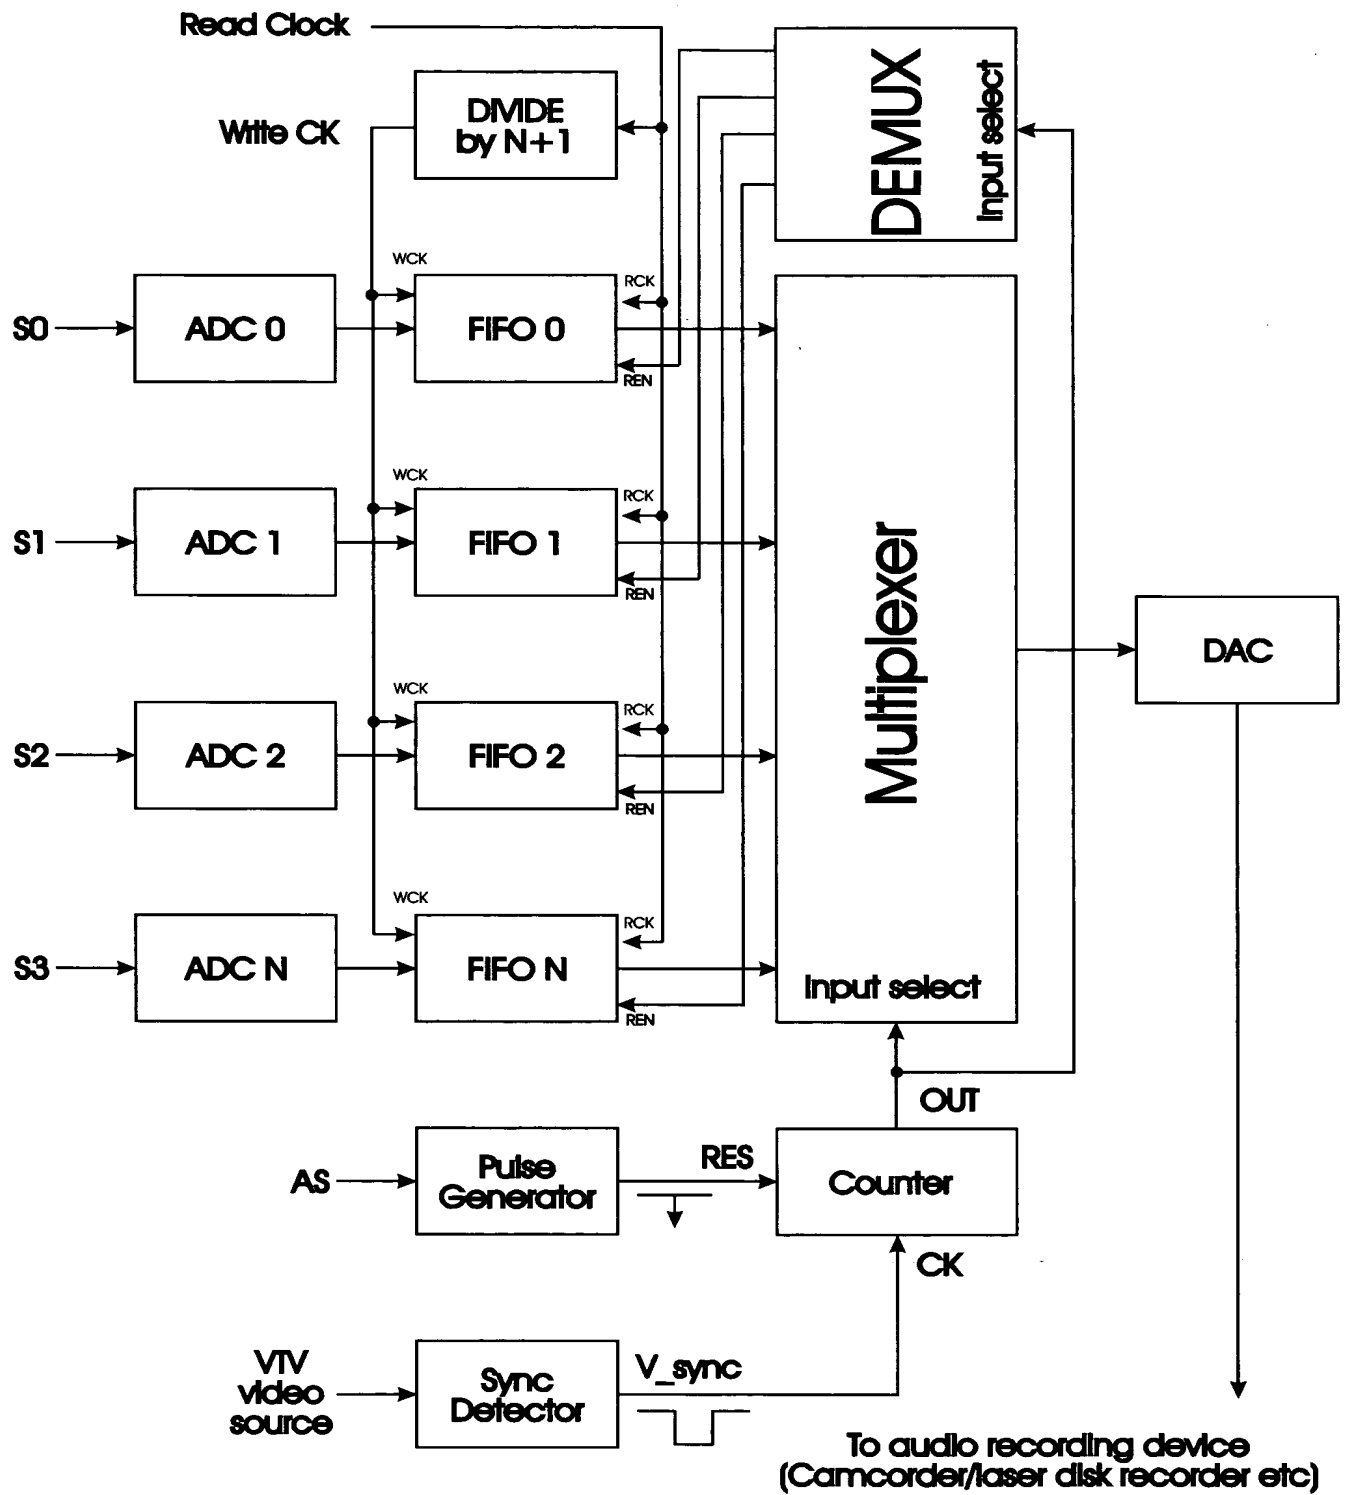 Read Clock
Write CK
DIVIDE
by N+1
DEMUX
Input select
WCK
RCK
S0
ADC 0
FIFO 0
REN
WCK
RCK
S1
ADC 1
FIFO 1
REN
Multiplexer
DAC
WCK
RCK
S2
ADC 2
FIFO 2
REN
WCK
RCK
S3
ADC N
FIFO N
REN
Input select
OUT
AS
Pulse
Generator
RES
Counter
CK
VTV
video
source
Sync
Detector
V_sync
To audio recording device
(Camcorder/laser disk recorder etc)